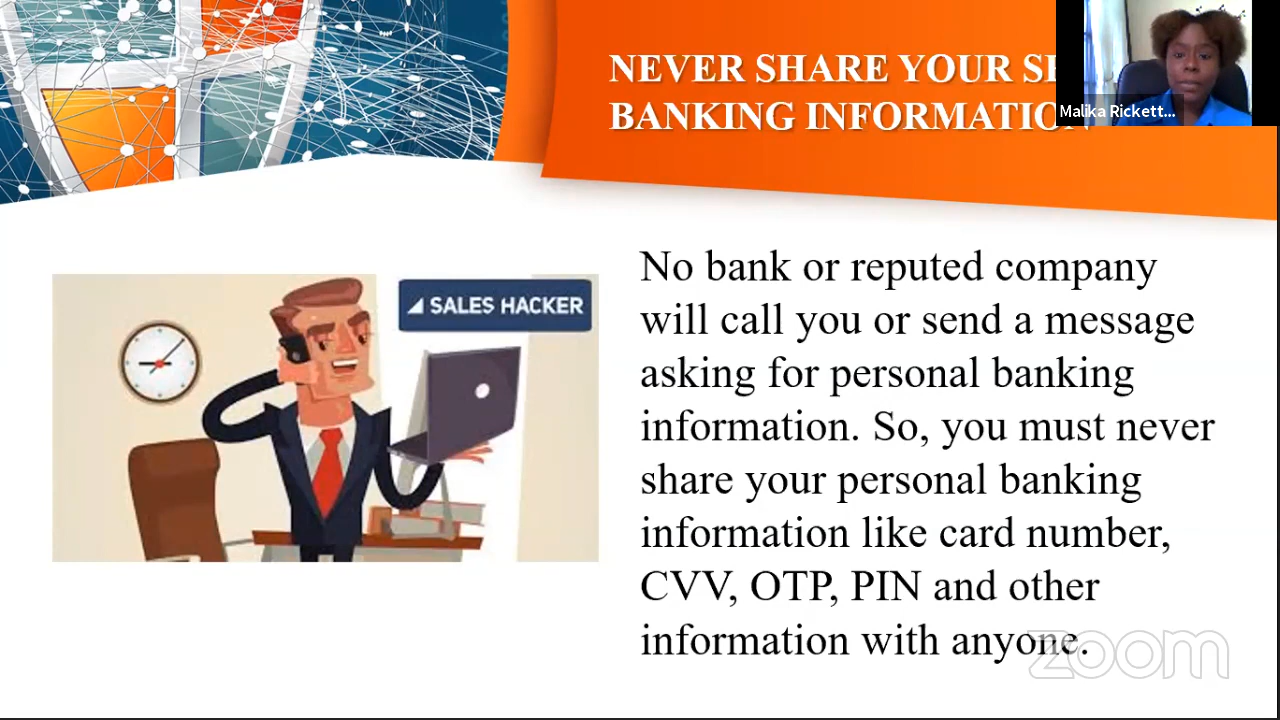 NEVER SHARE YOUR
BANKING INFORMATION
Malika Rickett...
SALES HACKER
No bank or reputed company
will call you or send a message
asking for personal banking
information. So, you must never
share your personal banking
information like card number,
CVV, OTP, PIN and other
information with anyone.
zoom